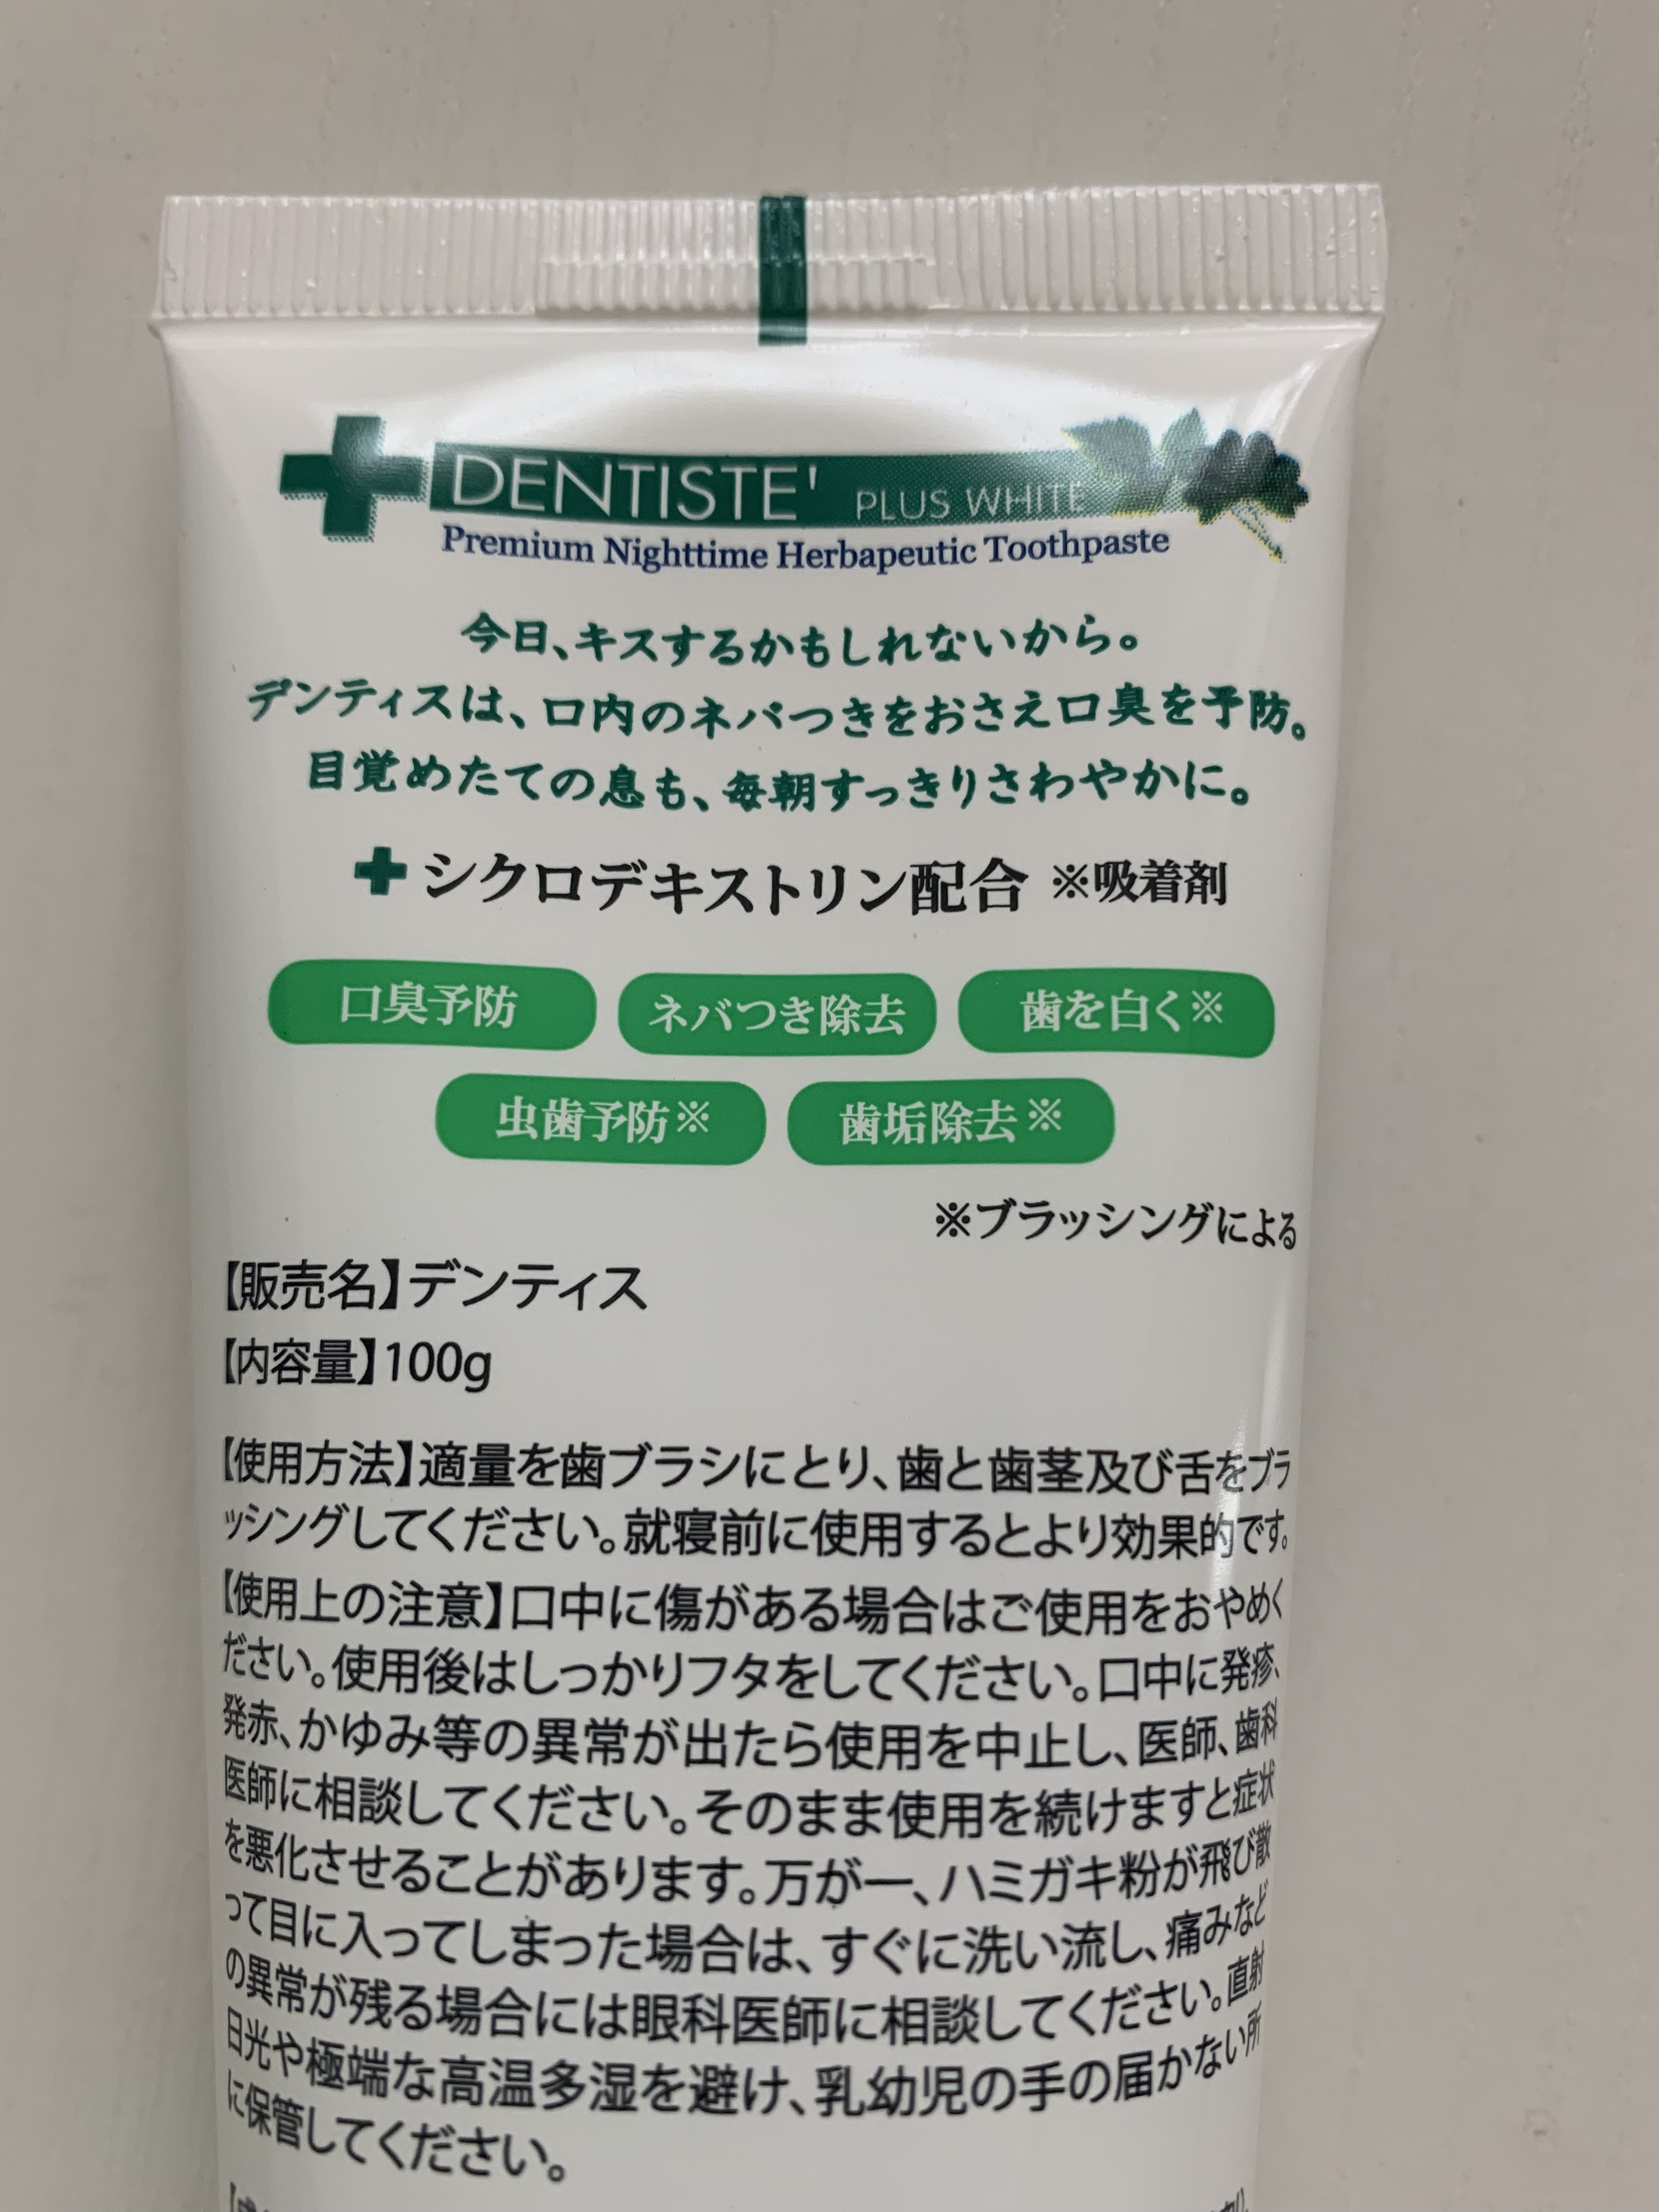 DENTISTE' PLUS WHITE
Premium Nighttime Herbapeutic Toothpaste
今日、キスするかもしれないから。
デンティスは、口内のネバつきをおさえ口臭を予防。
目覚めたての息も、毎朝すっきりさわやかに。
シクロデキストリン配合 ※吸着剤
口臭予防 ネバつき除去 歯を白く※
虫歯予防※ 歯垢除去※
※ブラッシングによる
【販売名】デンティス
【内容量】100g
【使用方法】適量を歯ブラシにとり、歯と歯茎及び舌をブラ
ッシングしてください。就寝前に使用するとより効果的です。
【使用上の注意】口中に傷がある場合はご使用をおやめく
ださい。使用後はしっかりフタをしてください。口中に発疹、
発赤、かゆみ等の異常が出たら使用を中止し、医師、歯科
医師に相談してください。そのまま使用を続けますと症状
を悪化させることがあります。万が一、ハミガキ粉が飛び散
って目に入ってしまった場合は、すぐに洗い流し、痛みなど
の異常が残る場合には眼科医師に相談してください。直射
日光や極端な高温多湿を避け、乳幼児の手の届かない所
に保管してください。